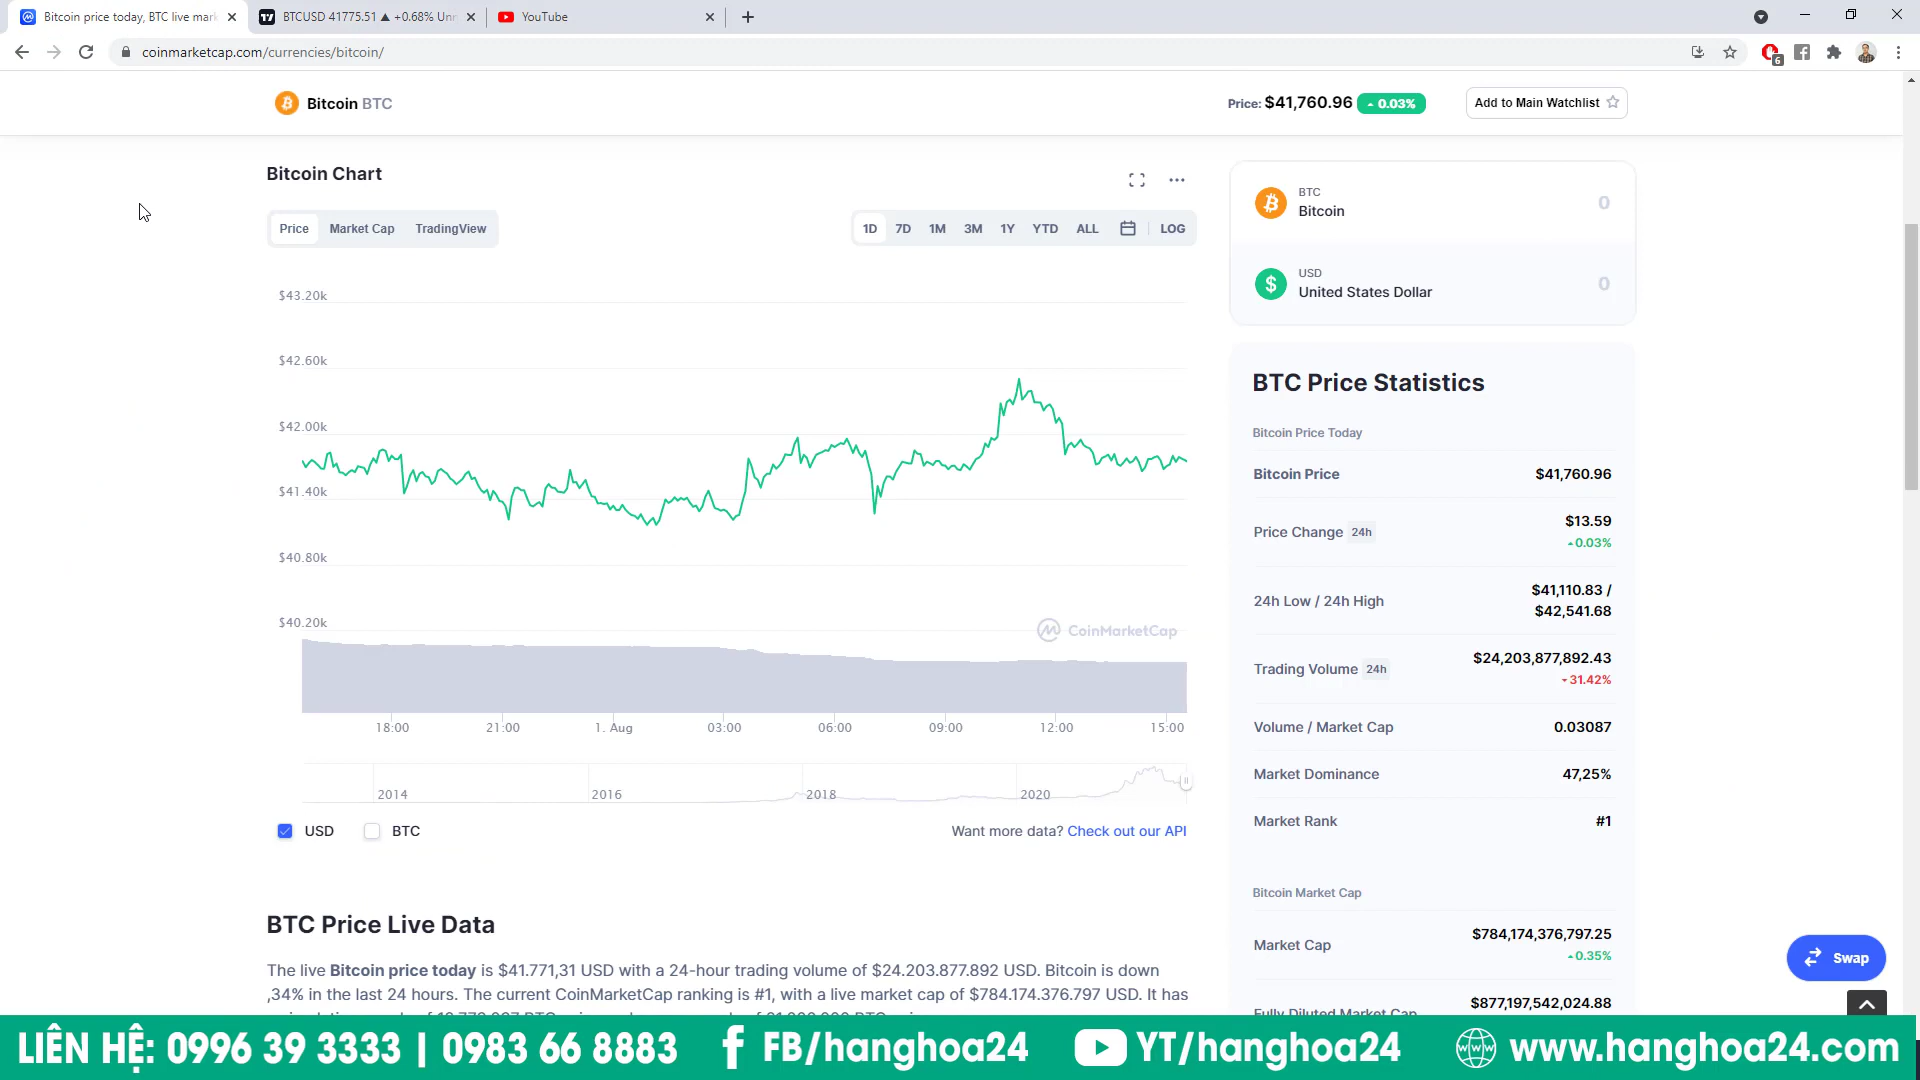 Bitcoin price today, BTC live mark
BTCUSD 41775.51 ▲ +0.68% Unn
YouTube
coinmarketcap.com/currencies/bitcoin/
6
Bitcoin BTC
Price: $41,760.96 0.03%
Add to Main Watchlist
Bitcoin Chart
Price Market Cap TradingView
1D 7D 1M 3M 1Y YTD ALL LOG
$43.20k
$42.60k
$42.00k
$41.40k
$40.80k
$40.20k
CoinMarketCap
18:00 21:00 1. Aug 03:00 06:00 09:00 12:00 15:00
2014 2016 2018 2020
USD BTC
Want more data? Check out our API
BTC Price Live Data
The live Bitcoin price today is $41.771,31 USD with a 24-hour trading volume of $24.203.877.892 USD. Bitcoin is down
,34% in the last 24 hours. The current CoinMarketCap ranking is #1, with a live market cap of $784.174.376.797 USD. It has
BTC
Bitcoin
0
USD
United States Dollar
0
BTC Price Statistics
Bitcoin Price Today
Bitcoin Price $41,760.96
Price Change 24h $13.59
0.03%
24h Low / 24h High $41,110.83 /
$42,541.68
Trading Volume 24h $24,203,877,892.43
31.42%
Volume / Market Cap 0.03087
Market Dominance 47,25%
Market Rank #1
Bitcoin Market Cap
Market Cap $784,174,376,797.25
0.35%
Fully Diluted Market Cap $877,197,542,024.88
Swap
LIÊN HỆ: 0996 39 3333 | 0983 66 8883 FB/hanghoa24 YT/hanghoa24 www.hanghoa24.com